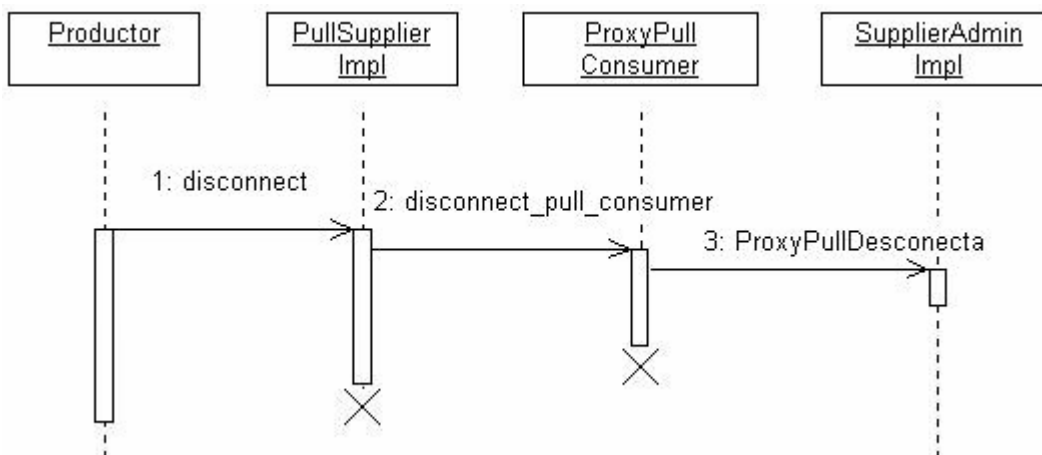 Productor
PullSupplier
Impl
ProxyPull
Consumer
SupplierAdmin
Impl
1: disconnect
2: disconnect_pull_consumer
3: ProxyPullDesconecta